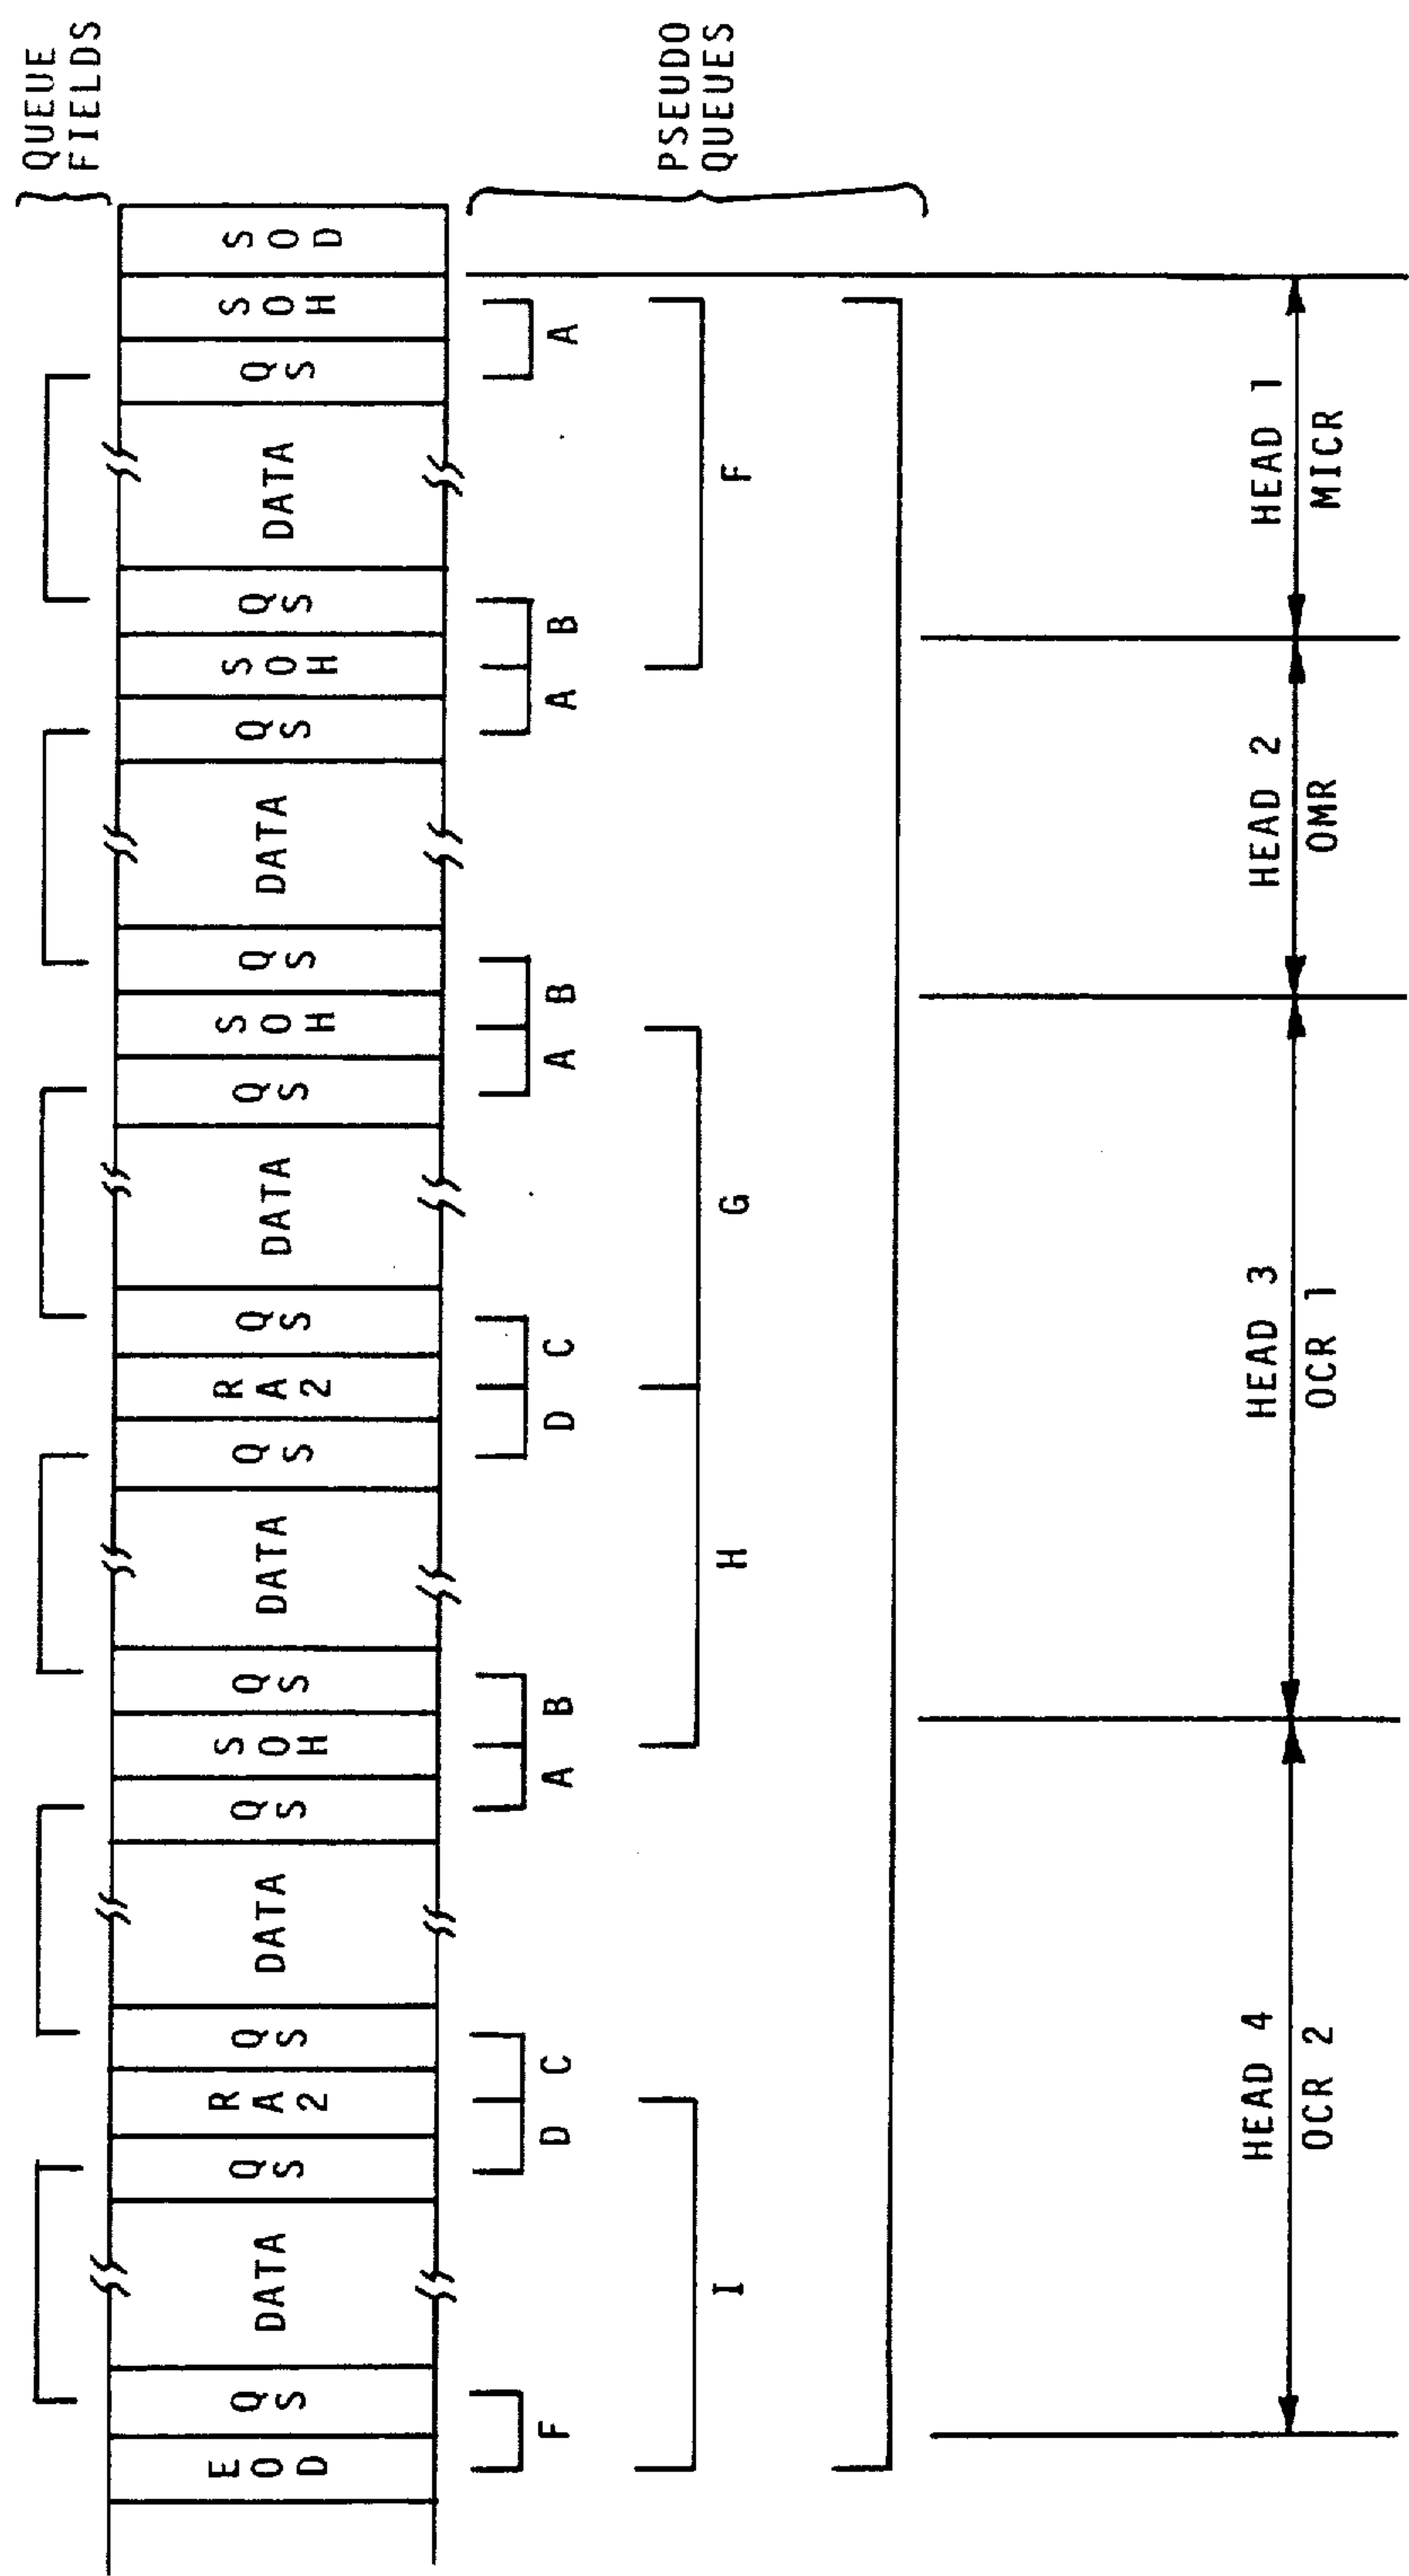 QUEUE
FIELDS
EOD QS DATA QS RA2 QS DATA QS SOH QS DATA QS RA2 QS DATA QS SOH QS DATA QS SOH QS DATA QS SOH SOD
F D C A B D C A B A B A
PSEUDO
QUEUES
I H G F
HEAD 4 HEAD 3 HEAD 2 HEAD 1
OCR 2 OCR 1 OMR MICR